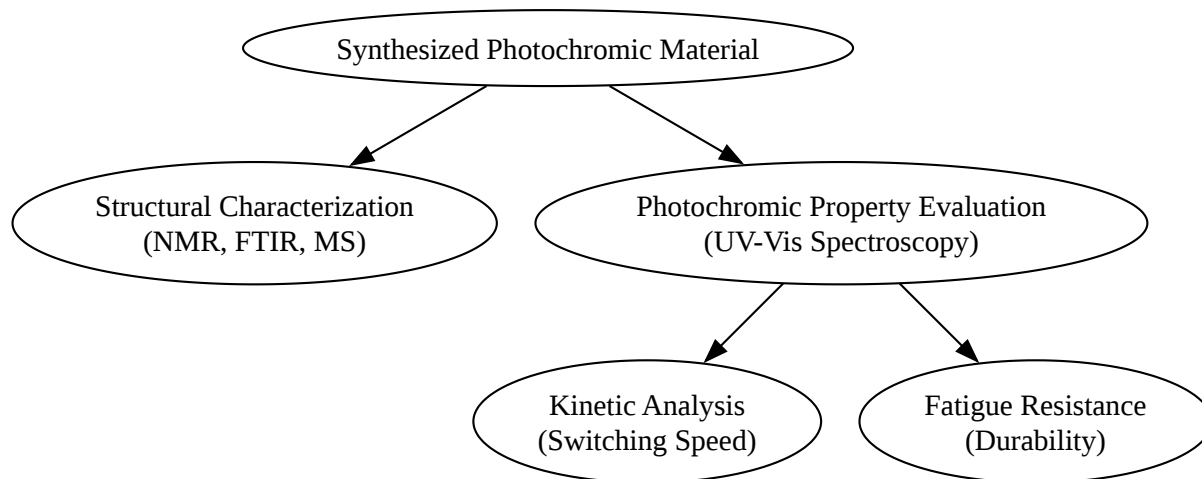 Synthesized Photochromic Material
Structural Characterization
(NMR, FTIR, MS)
Photochromic Property Evaluation
(UV-Vis Spectroscopy)
Kinetic Analysis
(Switching Speed)
Fatigue Resistance
(Durability)